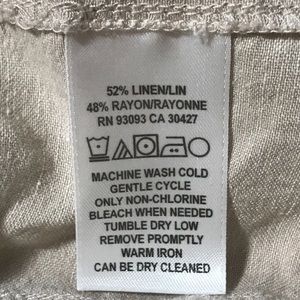 52% LINEN/LIN
48% RAYON/RAYONNE
RN 93093 CA 30427
MACHINE WASH COLD
GENTLE CYCLE
ONLY NON-CHLORINE
BLEACH WHEN NEEDED
TUMBLE DRY LOW
REMOVE PROMPTLY
WARM IRON
CAN BE DRY CLEANED